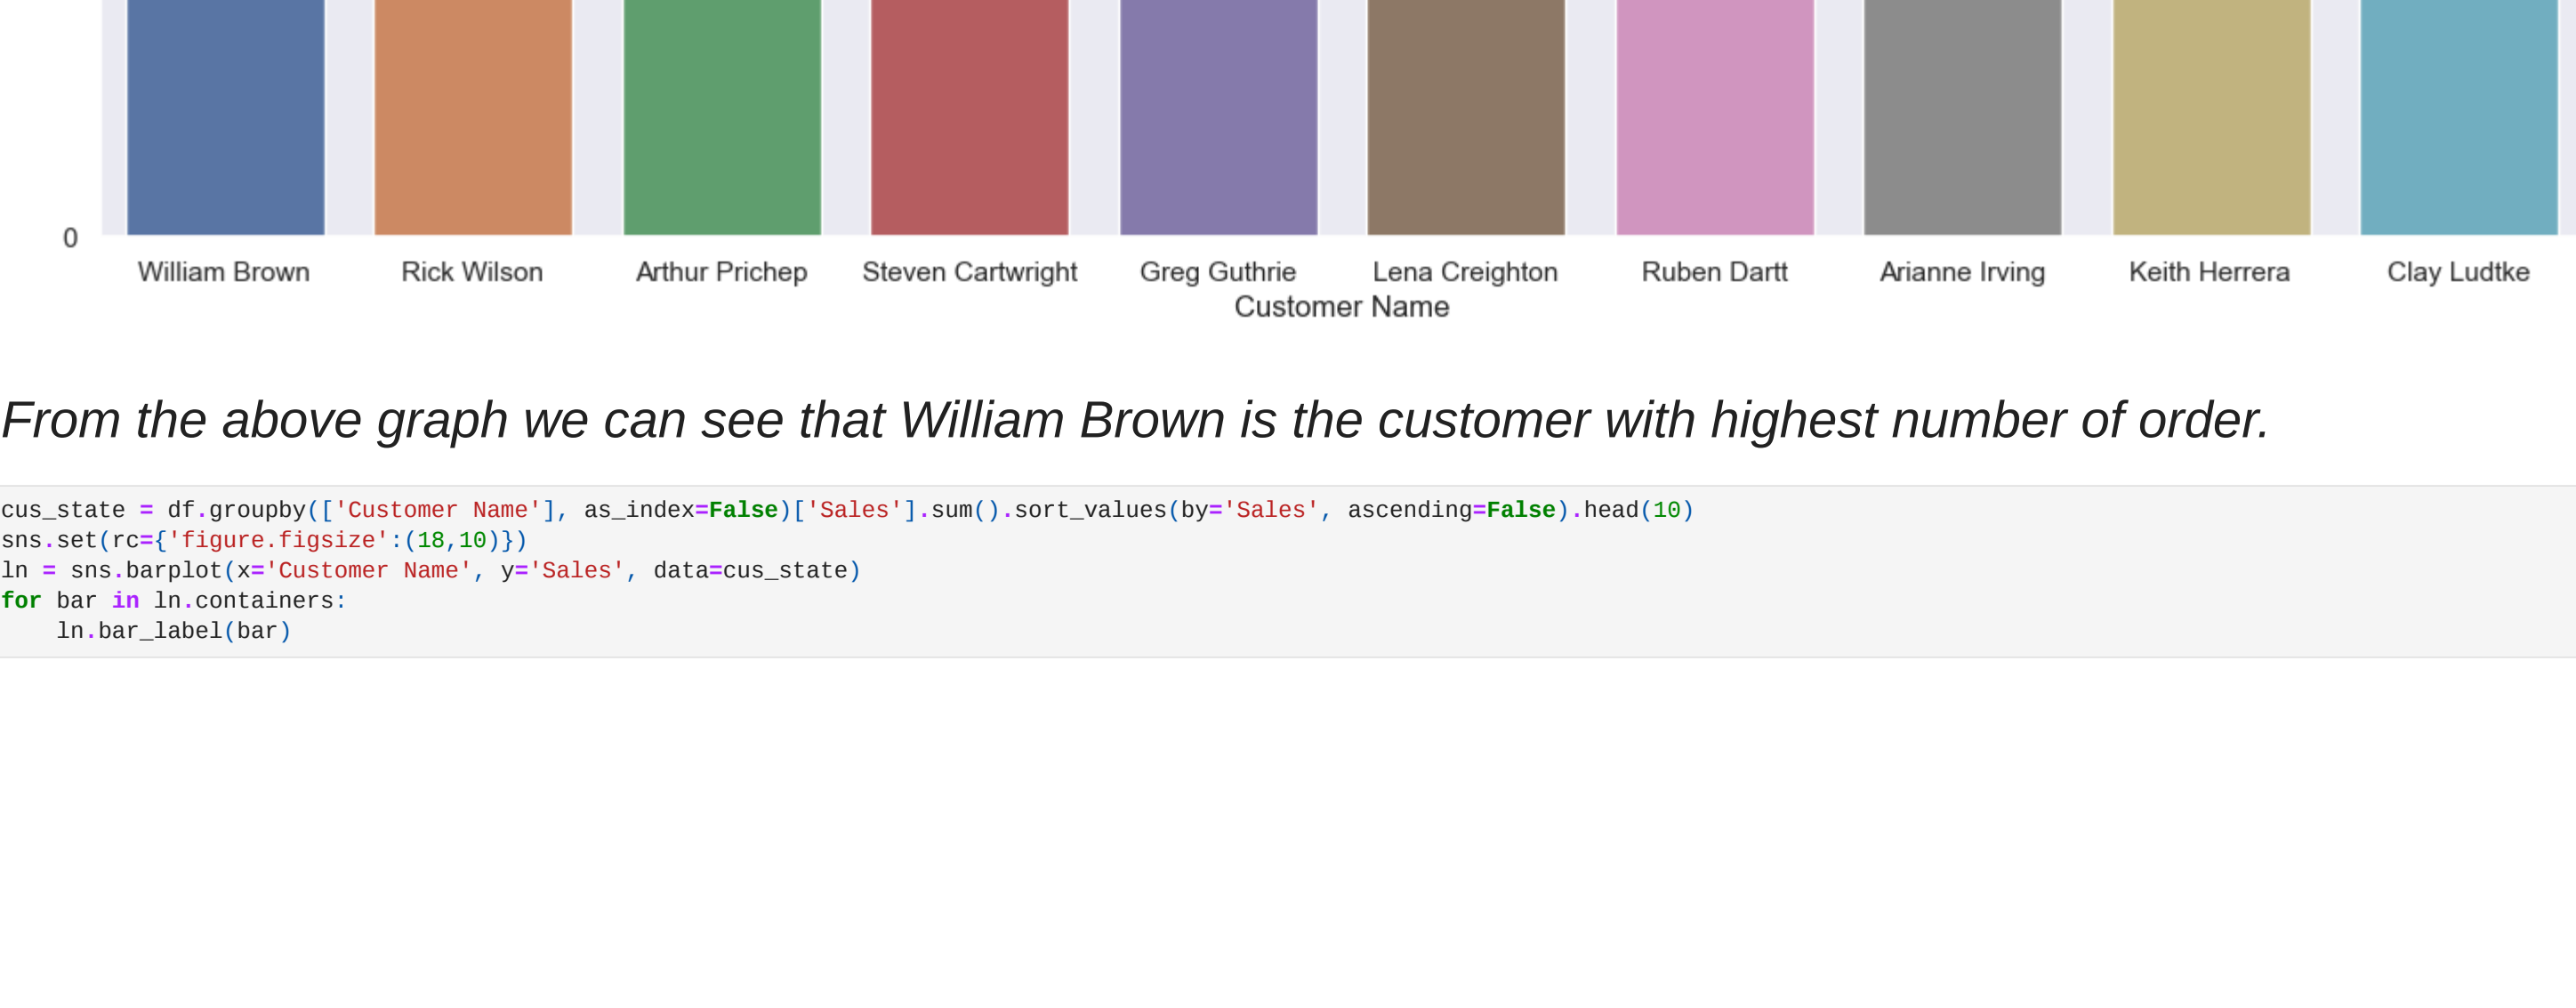 0
William Brown Rick Wilson Arthur Prichep Steven Cartwright Greg Guthrie Lena Creighton Ruben Dartt Arianne Irving Keith Herrera Clay Ludtke
Customer Name
From the above graph we can see that William Brown is the customer with highest number of order.
cus_state = df.groupby(['Customer Name'], as_index=False)['Sales'].sum().sort_values(by='Sales', ascending=False).head(10)
sns.set(rc={'figure.figsize':(18,10)})
ln = sns.barplot(x='Customer Name', y='Sales', data=cus_state)
for bar in ln.containers:
    ln.bar_label(bar)